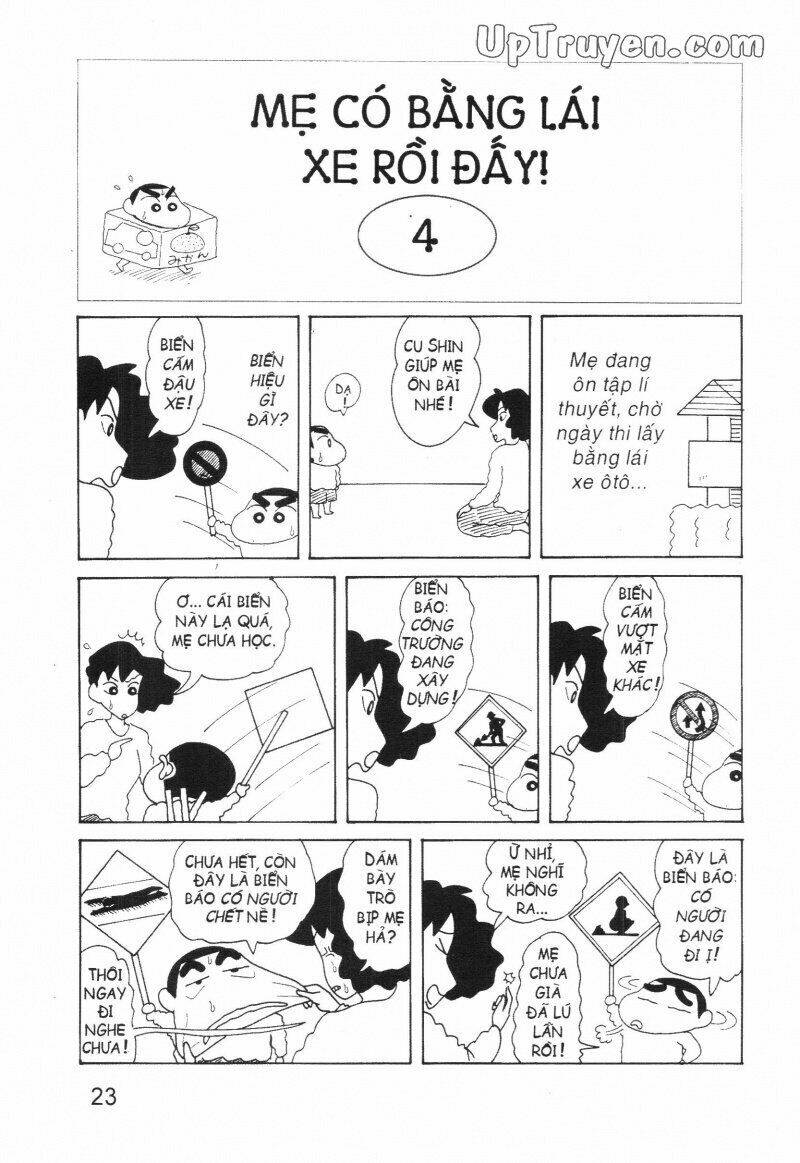 UpTruyen.com
MẸ CÓ BẰNG LÁI
XE RỒI ĐẤY!
4
みかん
Mẹ đang
ôn tập lí
thuyết, chờ
ngày thi lấy
bằng lái
xe ôtô...
CU SHIN
GIÚP MẸ
ÔN BÀI
NHÉ!
DẠ
!
BIỂN
HIỆU
GÌ
ĐÂY?
BIỂN
CẤM
ĐẬU
XE!
BIỂN
CẤM
VƯỢT
MẶT
XE
KHÁC!
BIỂN
BÁO:
CÔNG
TRƯỜNG
ĐANG
XÂY
DỰNG!
Ơ... CÁI BIỂN
NÀY LẠ QUÁ,
MẸ CHƯA HỌC.
ĐÂY LÀ
BIỂN BÁO:
CÓ
NGƯỜI
ĐANG
ĐI Ị!
Ừ NHỈ,
MẸ NGHĨ
KHÔNG
RA...
MẸ
CHƯA
GIÀ
ĐÃ LÚ
LẪN
RỒI!
DÁM
BÀY
TRÒ
BỊP MẸ
HẢ?
CHƯA HẾT, CÒN
ĐÂY LÀ BIỂN
BÁO CÓ NGƯỜI
CHẾT NÈ!
THÔI
NGAY
ĐI
NGHE
CHƯA!
23